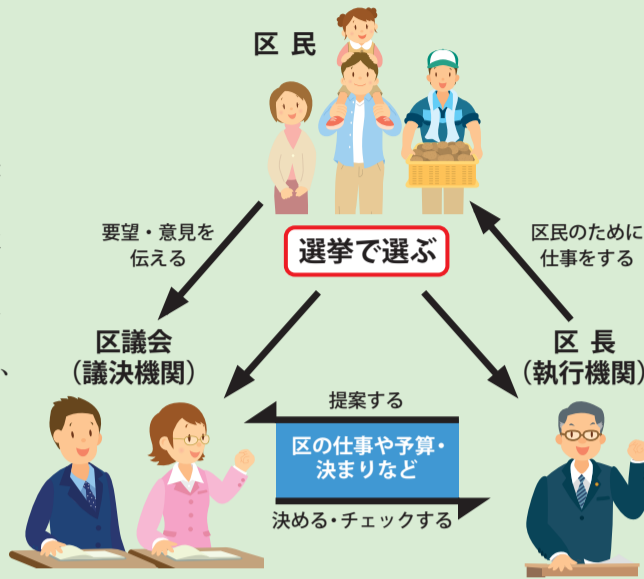 区 民
要望・意見を
伝える
選挙で選ぶ
区民のために
仕事をする
区議会
（議決機関）
区 長
（執行機関）
提案する
区の仕事や予算・
決まりなど
決める・チェックする
、